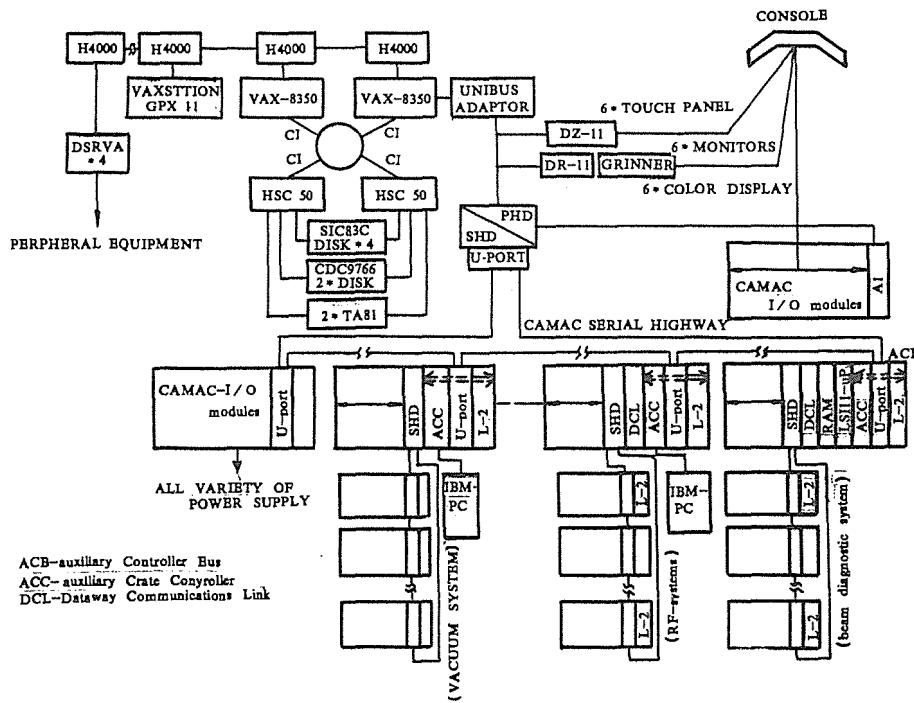 CONSOLE
H4000
H4000
H4000
H4000
VAXSTTION
GPX 11
VAX-8350
VAX-8350
UNIBUS
ADAPTOR
6* TOUCH PANEL
DZ-11
CI
CI
CI
CI
DSRVA
* 4
6* MONITORS
DR-11
GRINNER
6* COLOR DISPLAY
HSC 50
HSC 50
PERPHERAL EQUIPMENT
SIC83C
DISK * 4
PHD
SHD
U-PORT
CDC9766
2* DISK
CAMAC
I/O modules
A1
2* TA81
CAMAC SERIAL HIGHWAY
ACB
CAMAC-I/O
modules
U-port
SHD
ACC
U-port
L-2
SHD
DCL
ACC
U-port
L-2
SHD
DCL
RAM
LSI11-uP
ACC
U-port
L-2
ALL VARIETY OF
POWER SUPPLY
IBM-
PC
L-2
IBM-
PC
L-2
L-2
L-2
(VACUUM SYSTEM)
(RF-systems)
(beam diagnostic system)
ACB-auxiliary Controller Bus
ACC-auxiliary Crate Conyroller
DCL-Dataway Communications Link